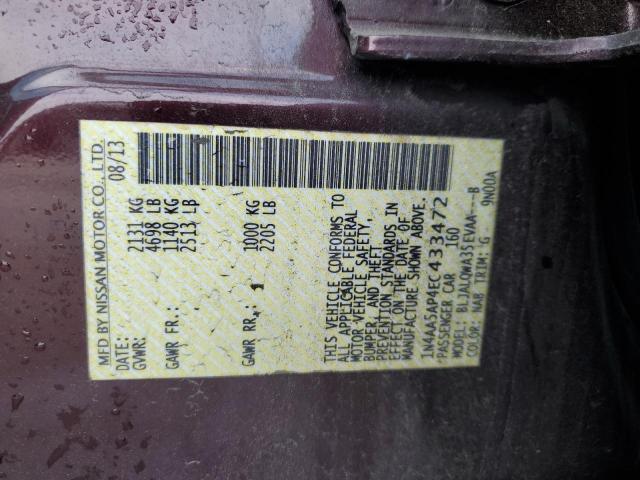 MFD BY NISSAN MOTOR CO., LTD.
DATE: 08/13
GVWR: 2131 KG
4698 LB
GAWR FR: 1140 KG
2513 LB
GAWR RR: 1000 KG
2205 LB
THIS VEHICLE CONFORMS TO
ALL APPLICABLE FEDERAL
MOTOR VEHICLE SAFETY,
BUMPER, AND THEFT
PREVENTION STANDARDS IN
EFFECT ON THE DATE OF
MANUFACTURE SHOWN ABOVE.
1N4AA5AP4EC433472
PASSENGER CAR 160
MODEL: BLJALQWA35EVAA---B
COLOR: NAB TRIM: G 9N00A